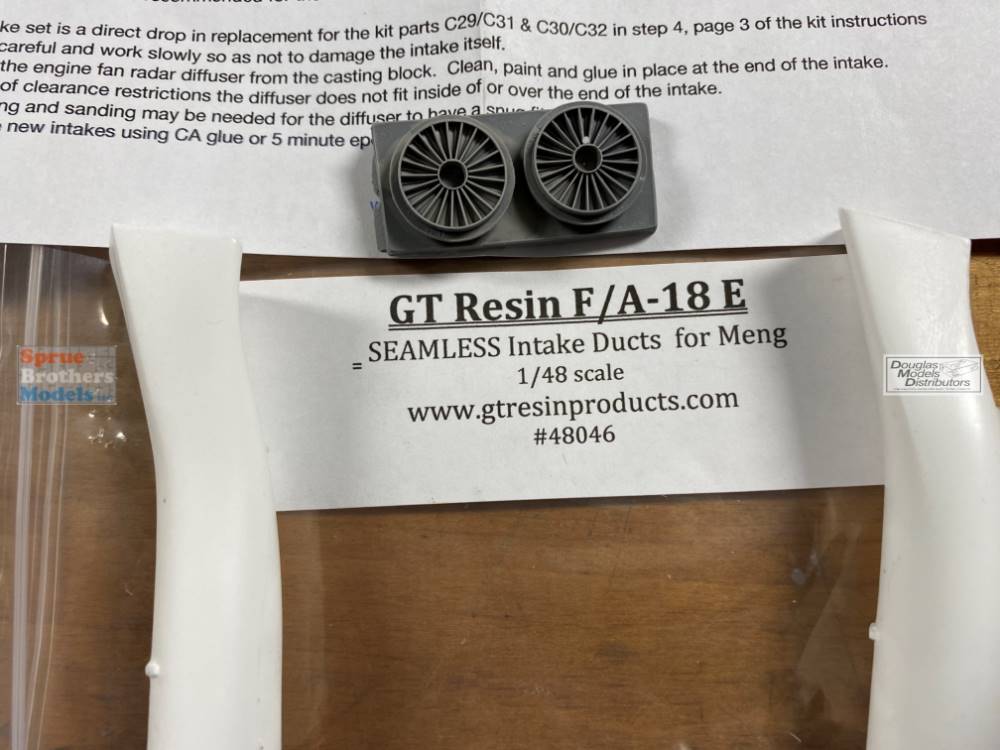 ke set is a direct drop in replacement for the kit parts C29/C31 & C30/C32 in step 4, page 3 of the kit instructions
careful and work slowly so as not to damage the intake itself.
the engine fan radar diffuser from the casting block. Clean, paint and glue in place at the end of the intake.
of clearance restrictions the diffuser does not fit inside of or over the end of the intake.
ng and sanding may be needed for the diffuser to have a
new intakes using CA glue or 5 minute ep
GT Resin F/A-18 E
= SEAMLESS Intake Ducts for Meng
1/48 scale
www.gtresinproducts.com
#48046
Sprue
Brothers
Models
Douglas
Models
Distributors